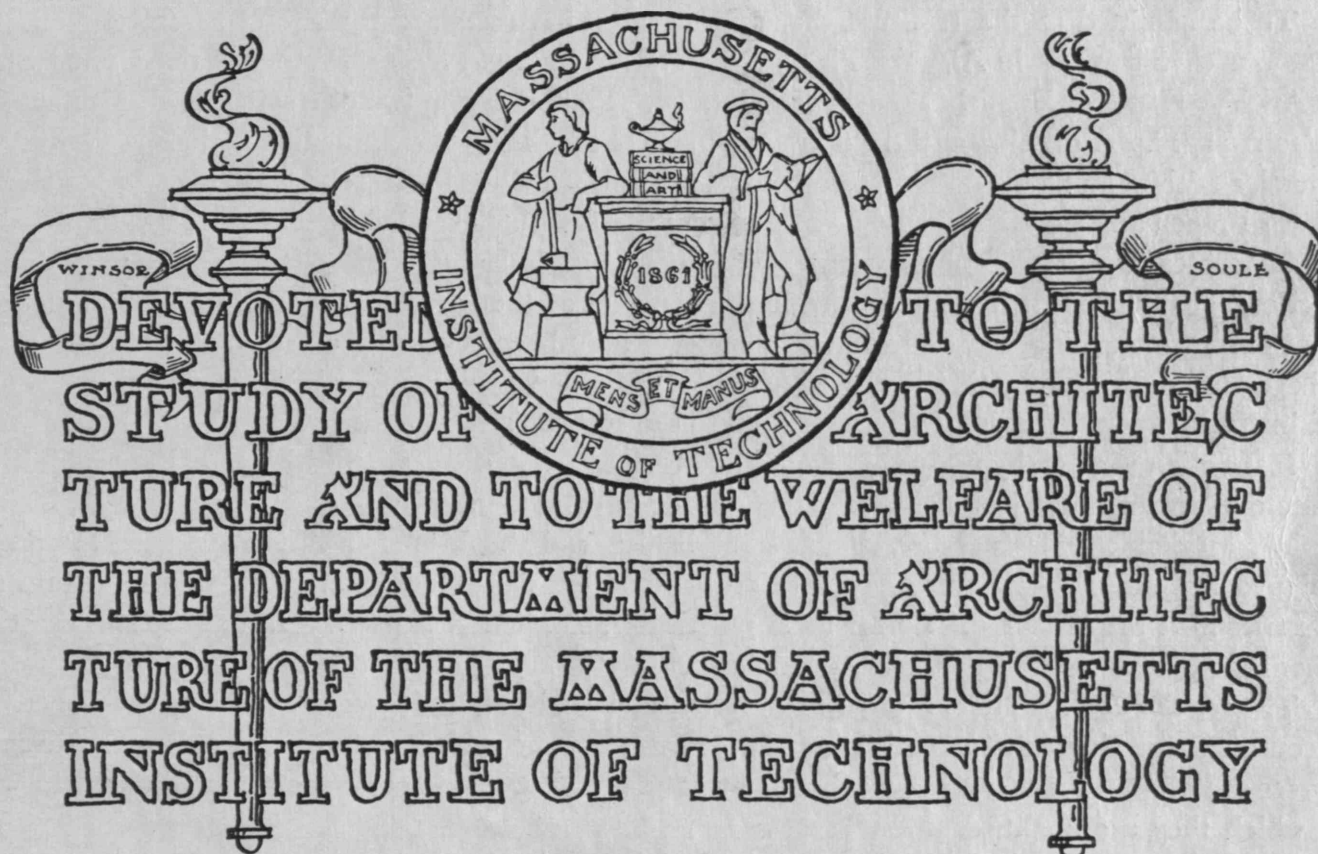 MASSACHUSETTS
INSTITUTE OF TECHNOLOGY
SCIENCE
AND
ART
1861
MENS ET MANUS
WINSOR
SOULE
DEVOTED TO THE
STUDY OF ARCHITEC
TURE AND TO THE WELFARE OF
THE DEPARTMENT OF ARCHITEC
TURE OF THE MASSACHUSETTS
INSTITUTE OF TECHNOLOGY